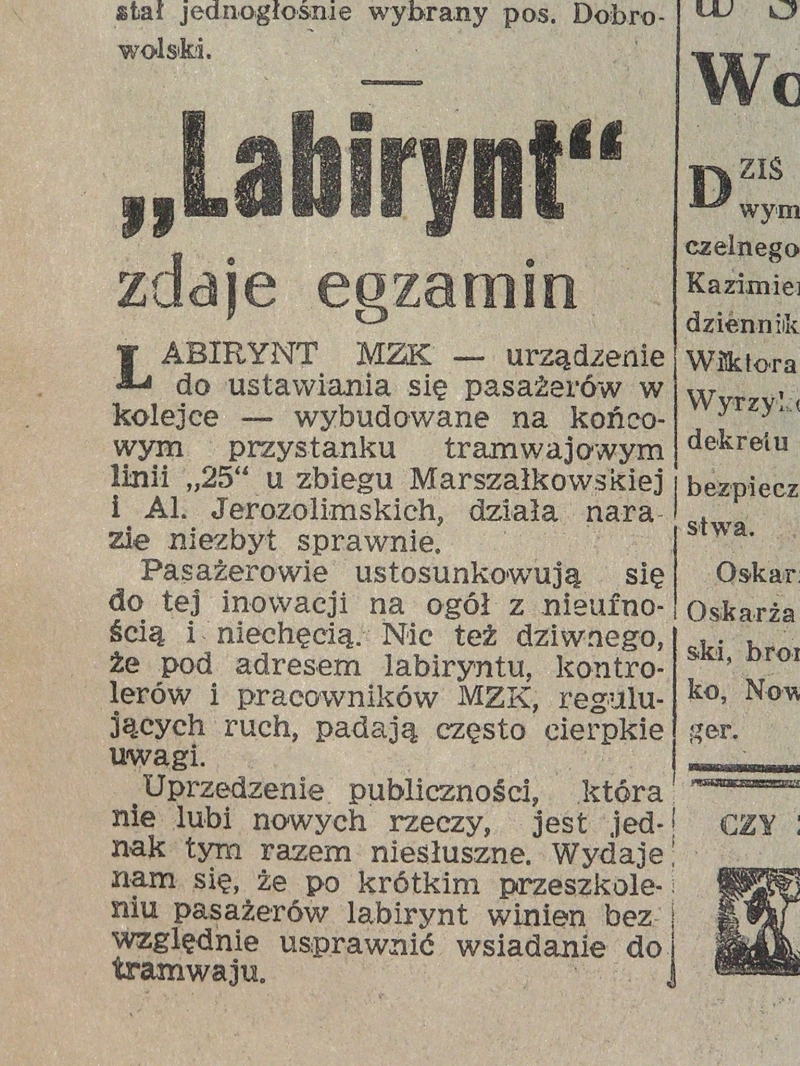 stał jednogłośnie wybrany pos. Dobro-
wolski.
„Labirynt“
zdaje egzamin
LABIRYNT MZK — urządzenie
do ustawiania się pasażerów w
kolejce — wybudowane na końco-
wym przystanku tramwajowym
linii „25“ u zbiegu Marszałkowskiej
i Al. Jerozolimskich, działa nara-
zie niezbyt sprawnie.
Pasażerowie ustosunkowują się
do tej inowacji na ogół z nieufno-
ścią i niechęcią. Nic też dziwnego,
że pod adresem labiryntu, kontro-
lerów i pracowników MZK, regulu-
jących ruch, padają często cierpkie
uwagi.
Uprzedzenie publiczności, która
nie lubi nowych rzeczy, jest jed-
nak tym razem niesłuszne. Wydaje
nam się, że po krótkim przeszkole-
niu pasażerów labirynt winien bez
względnie usprawnić wsiadanie do
tramwaju.
w S
Wo
DZIŚ
wym
czelnego
Kazimie
dziennik
Wiktora
dekretu
bezpiecz
stwa.
Oskar
Oskarża
ski, bro
ko, Now
ger.
CZY